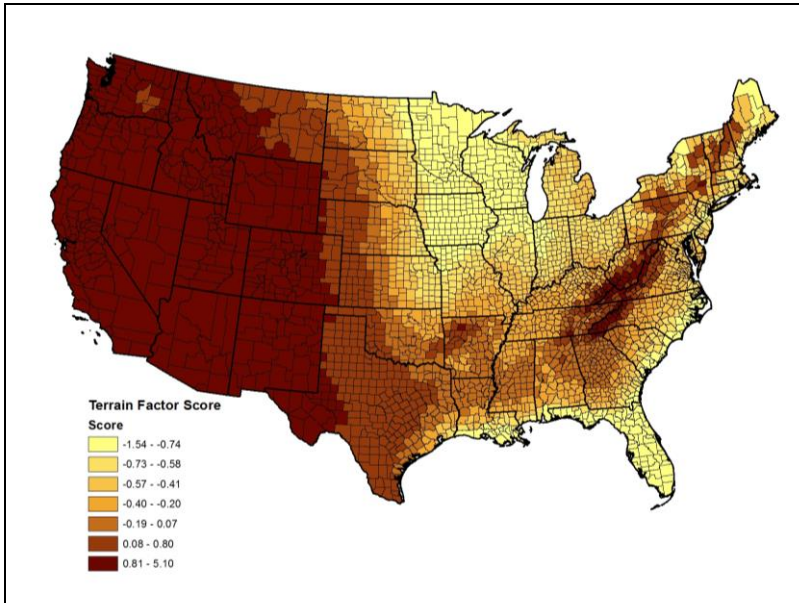 Terrain Factor Score
Score
-1.54 - -0.74
-0.73 - -0.58
-0.57 - -0.41
-0.40 - -0.20
-0.19 - 0.07
0.08 - 0.80
0.81 - 5.10